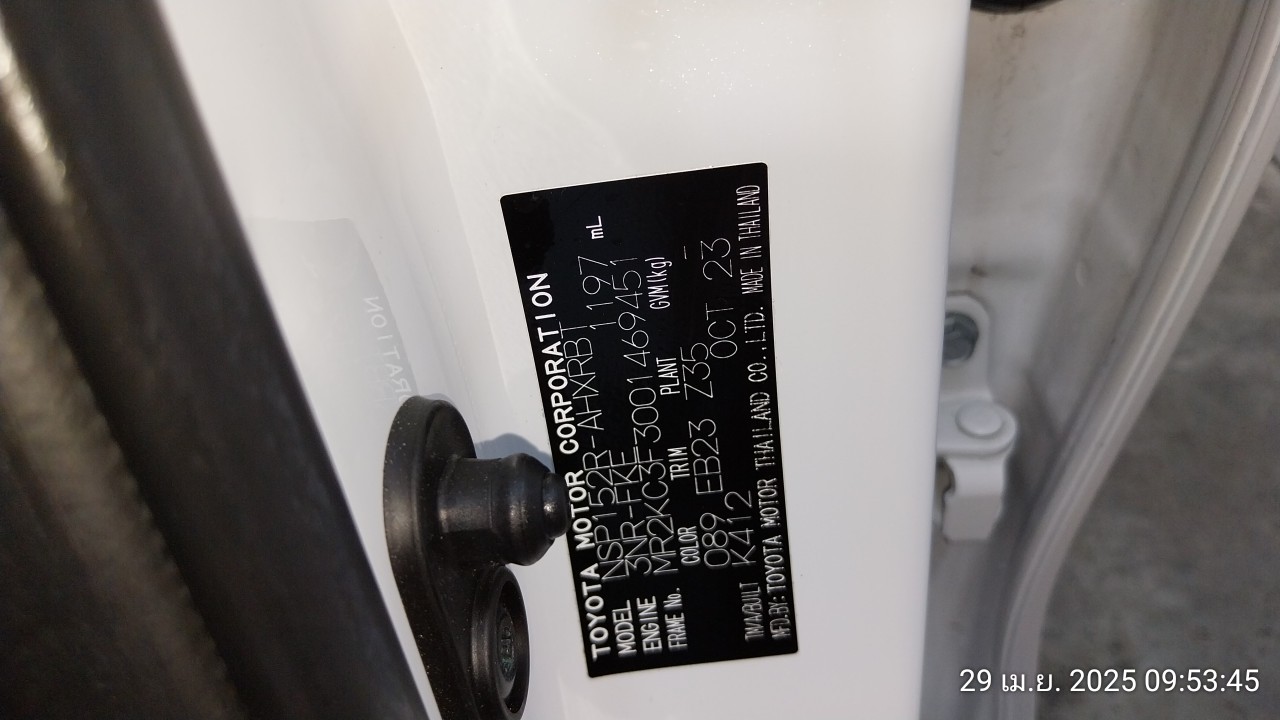 TOYOTA MOTOR CORPORATION
MODEL NSP152R-AHXRBT
ENGINE 3NR-FKE 1197 mL
FRAME No. MR2KC3F3001469451
COLOR TRIM PLANT GVM(kg)
089 EB23 Z35 —
TM/A/BUILT K412 OCT 23
MFD.BY: TOYOTA MOTOR THAILAND CO.,LTD. MADE IN THAILAND
29 เม.ย. 2025 09:53:45